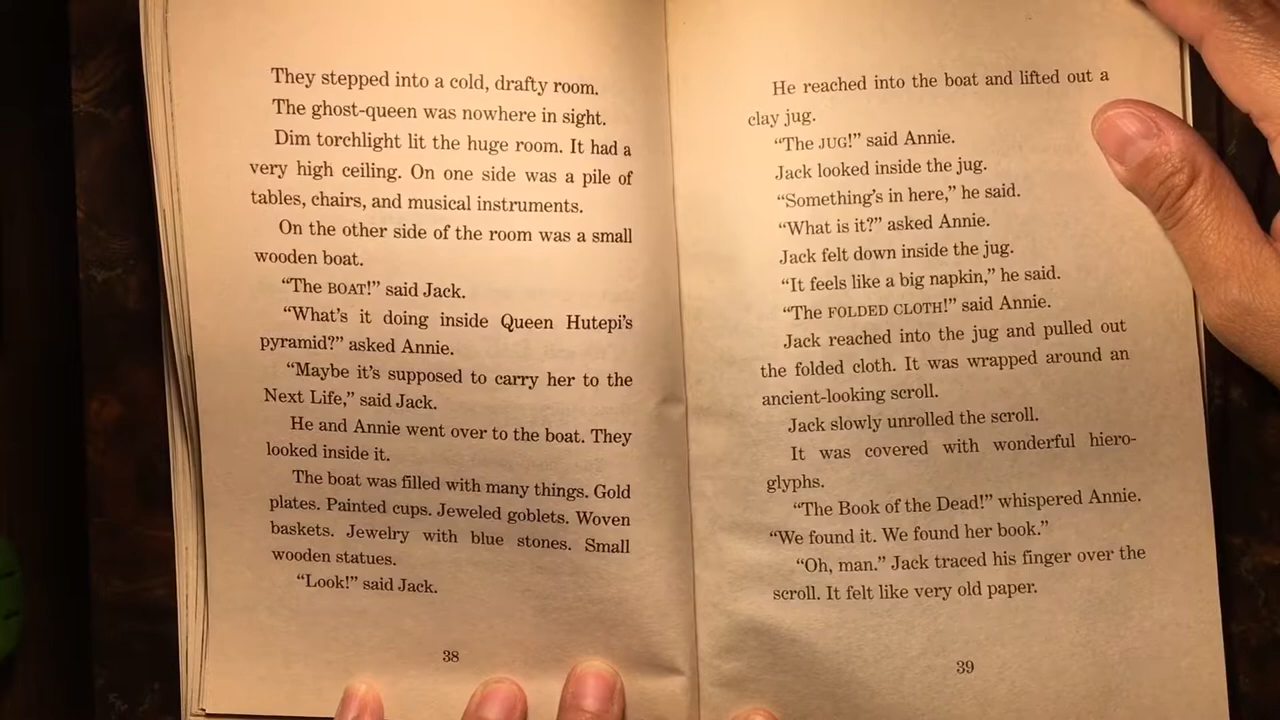 They stepped into a cold, drafty room.
The ghost-queen was nowhere in sight.
Dim torchlight lit the huge room. It had a
very high ceiling. On one side was a pile of
tables, chairs, and musical instruments.
On the other side of the room was a small
wooden boat.
“The BOAT!” said Jack.
“What’s it doing inside Queen Hutepi’s
pyramid?” asked Annie.
“Maybe it’s supposed to carry her to the
Next Life,” said Jack.
He and Annie went over to the boat. They
looked inside it.
The boat was filled with many things. Gold
plates. Painted cups. Jeweled goblets. Woven
baskets. Jewelry with blue stones. Small
wooden statues.
“Look!” said Jack.
38
He reached into the boat and lifted out a
clay jug.
“The JUG!” said Annie.
Jack looked inside the jug.
“Something’s in here,” he said.
“What is it?” asked Annie.
Jack felt down inside the jug.
“It feels like a big napkin,” he said.
“The FOLDED CLOTH!” said Annie.
Jack reached into the jug and pulled out
the folded cloth. It was wrapped around an
ancient-looking scroll.
Jack slowly unrolled the scroll.
It was covered with wonderful hiero-
glyphs.
“The Book of the Dead!” whispered Annie.
“We found it. We found her book.”
“Oh, man.” Jack traced his finger over the
scroll. It felt like very old paper.
39